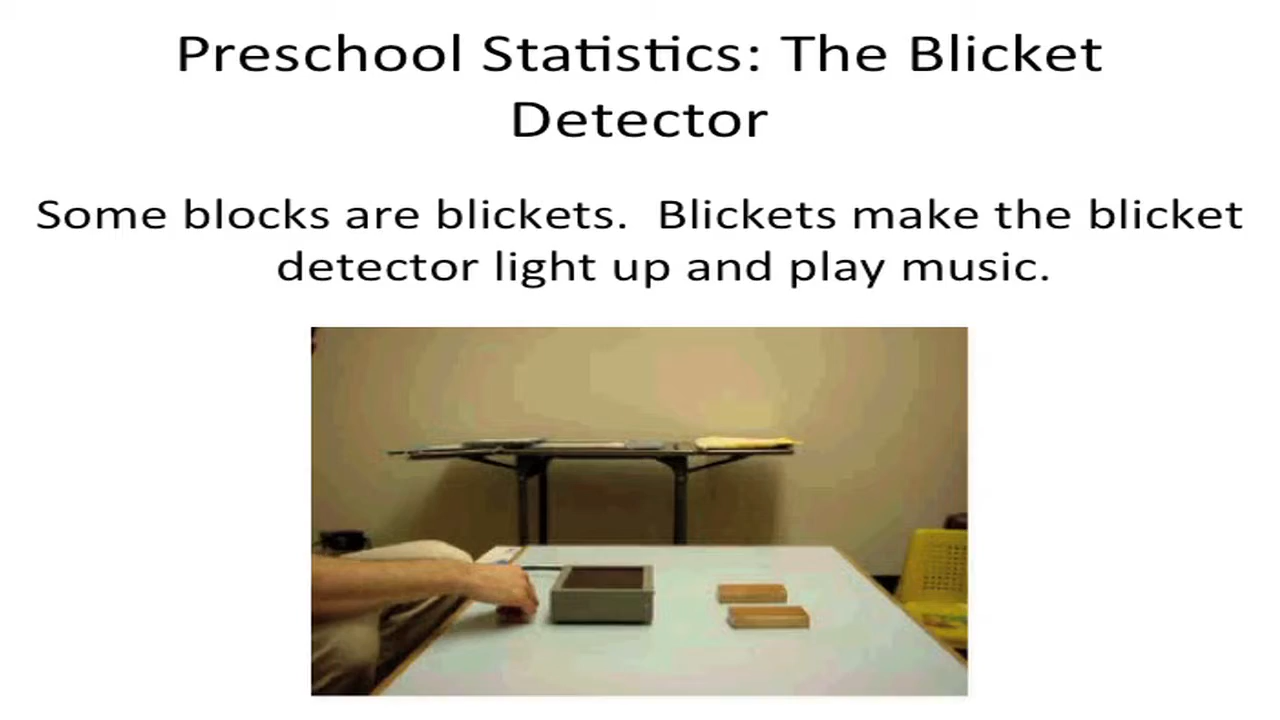 Preschool Statistics: The Blicket
Detector
Some blocks are blickets.  Blickets make the blicket
detector light up and play music.